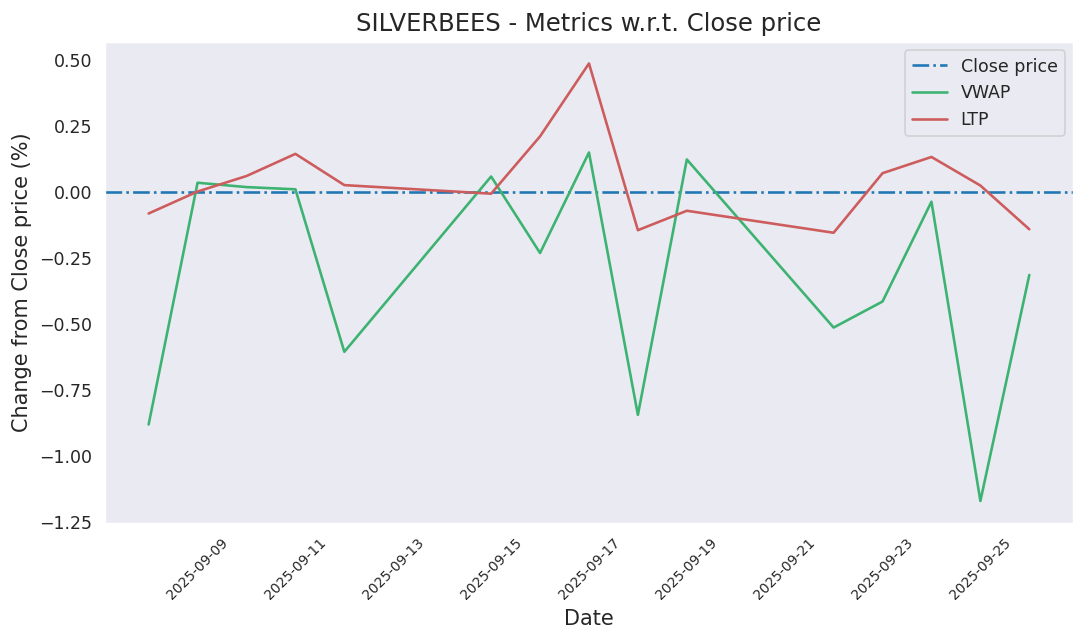 SILVERBEES - Metrics w.r.t. Close price
Close price
VWAP
LTP
Change from Close price (%)
0.50
0.25
0.00
−0.25
−0.50
−0.75
−1.00
−1.25
2025-09-09
2025-09-11
2025-09-13
2025-09-15
2025-09-17
2025-09-19
2025-09-21
2025-09-23
2025-09-25
Date